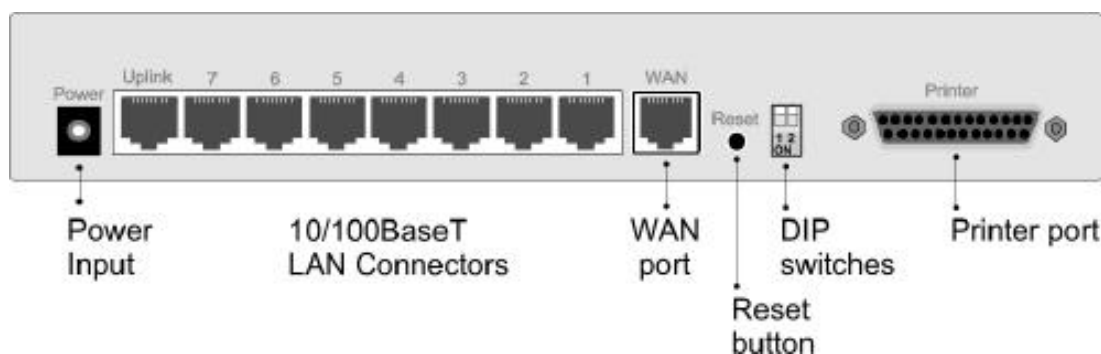 Power
Uplink 7 6 5 4 3 2 1
WAN
Reset
1 2
ON
Printer
Power
Input
10/100BaseT
LAN Connectors
WAN
port
Reset
button
DIP
switches
Printer port